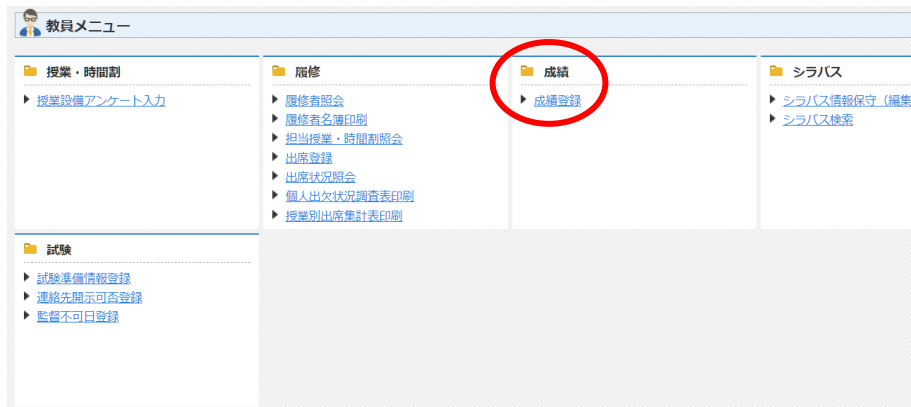 教員メニュー
授業・時間割
授業設備アンケート入力
履修
履修者照会
履修者名簿印刷
担当授業・時間割照会
出席登録
出席状況照会
個人出欠状況調査表印刷
授業別出席集計表印刷
成績
成績登録
シラバス
シラバス情報保守（編集
シラバス検索
試験
試験準備情報登録
連絡先開示可否登録
監督不可日登録